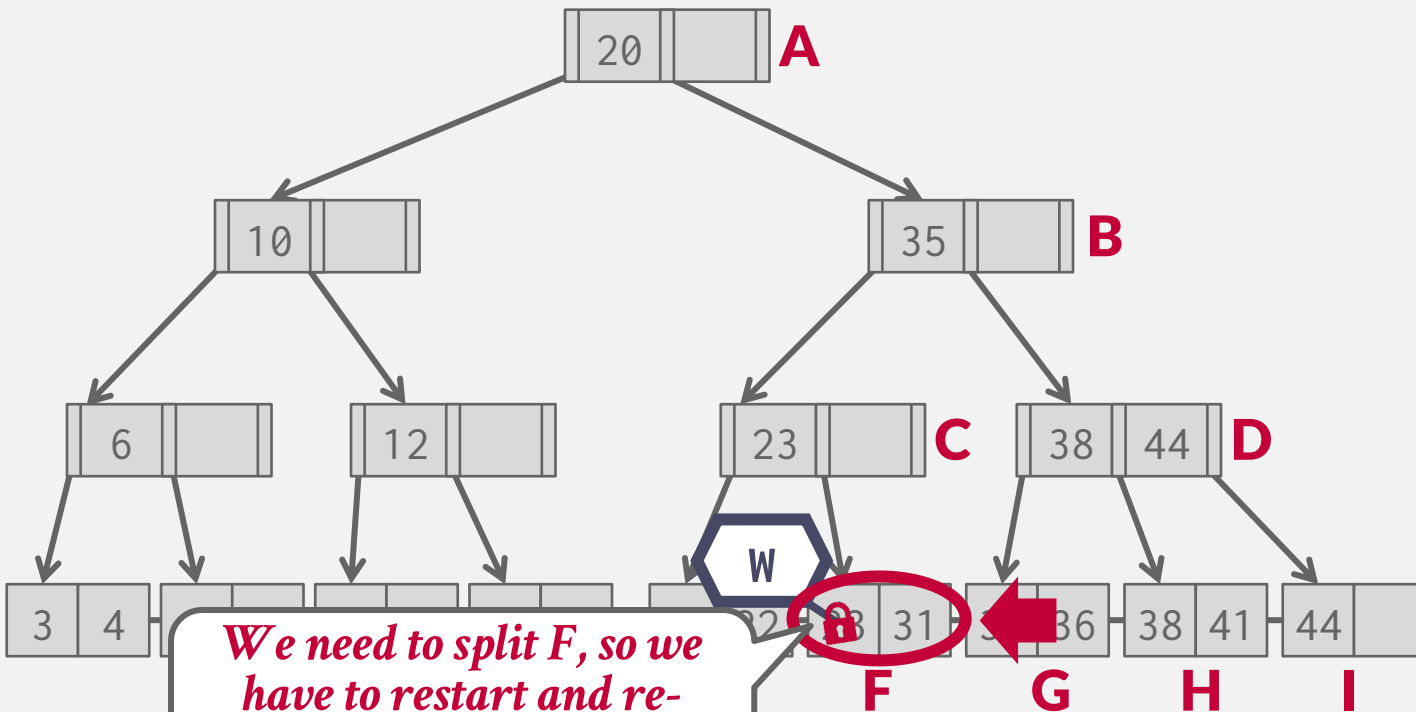 20 A
10 35 B
6 12 23 C 38 44 D
W
3 4 31 36 38 41 44
We need to split F, so we
have to restart and re-
F G H I